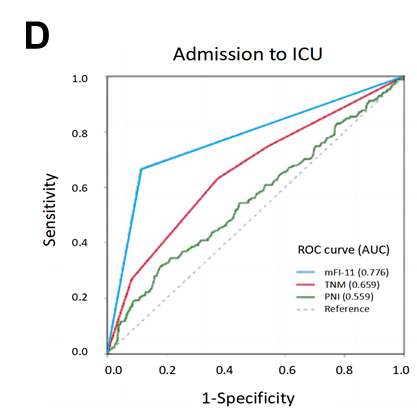 D
Admission to ICU
Sensitivity
1.0
0.8
0.6
0.4
0.2
0.0
ROC curve (AUC)
mFI-11 (0.776)
TNM (0.659)
PNI (0.559)
Reference
0.0 0.2 0.4 0.6 0.8 1.0
1-Specificity